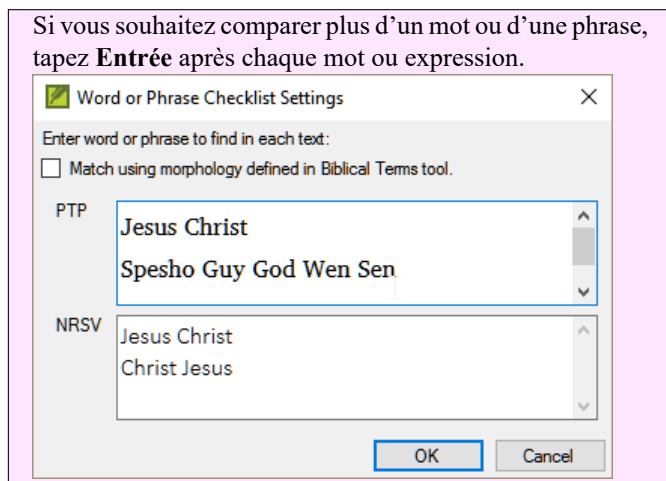 Si vous souhaitez comparer plus d’un mot ou d’une phrase,
tapez Entrée après chaque mot ou expression.
Word or Phrase Checklist Settings
Enter word or phrase to find in each text:
Match using morphology defined in Biblical Terms tool.
PTP
Jesus Christ
Spesho Guy God Wen Sen
NRSV
Jesus Christ
Christ Jesus
OK Cancel